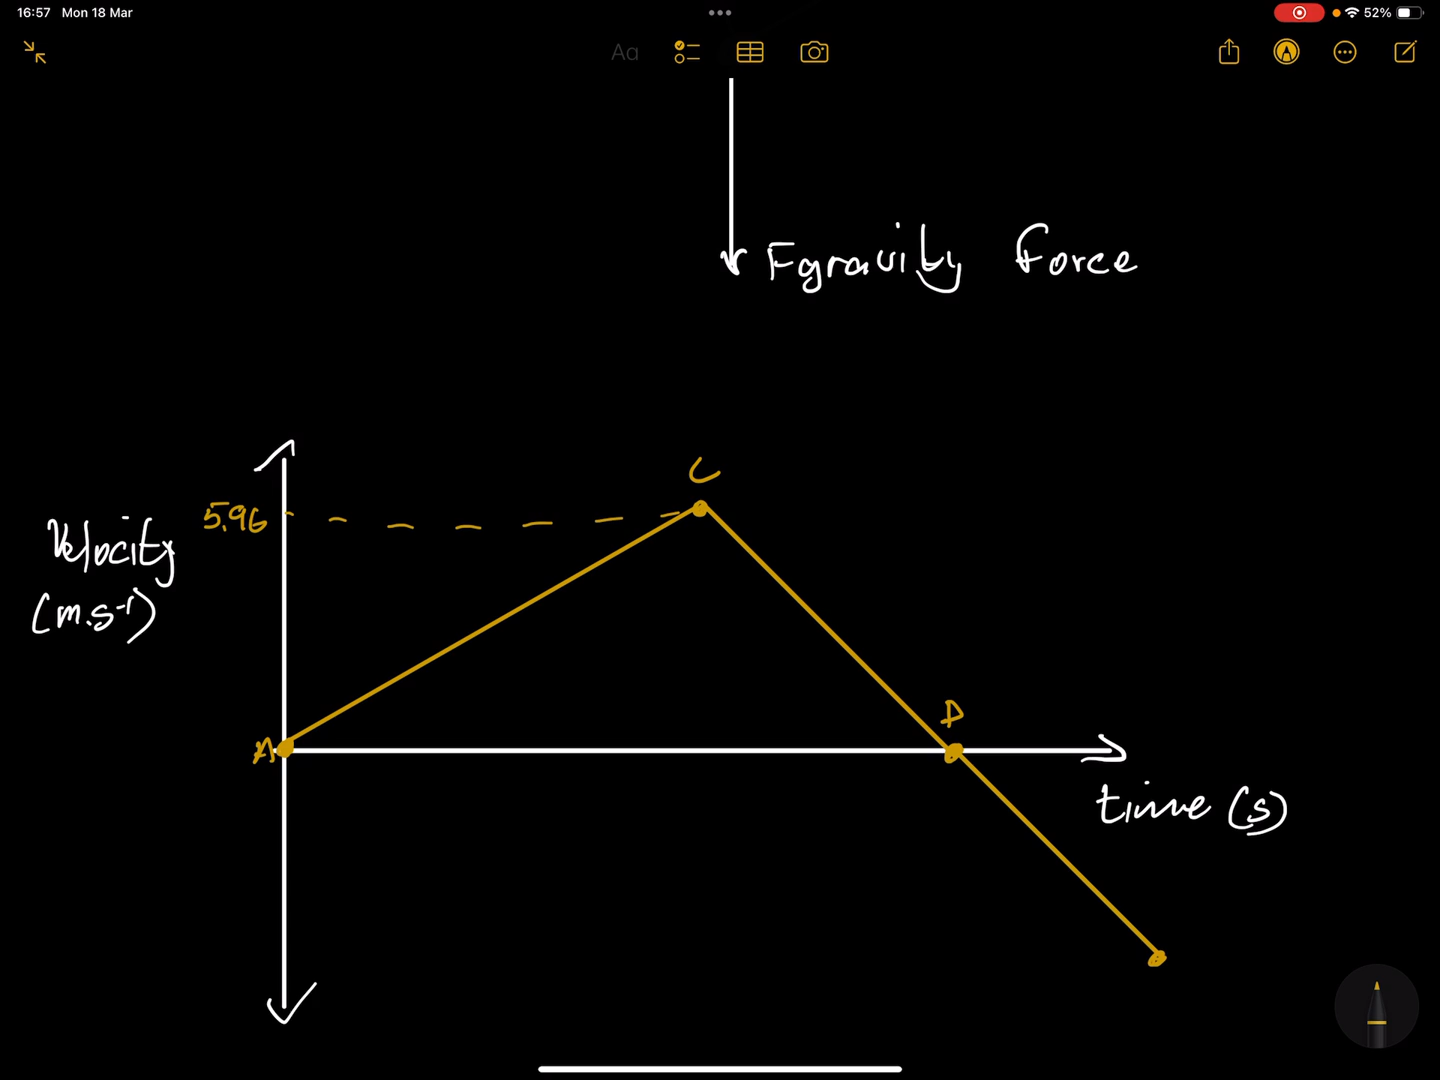 16:57 Mon 18 Mar
52%
Aa
Fgravity force
C
5.96
Velocity
(m.s-1)
D
A
time (s)